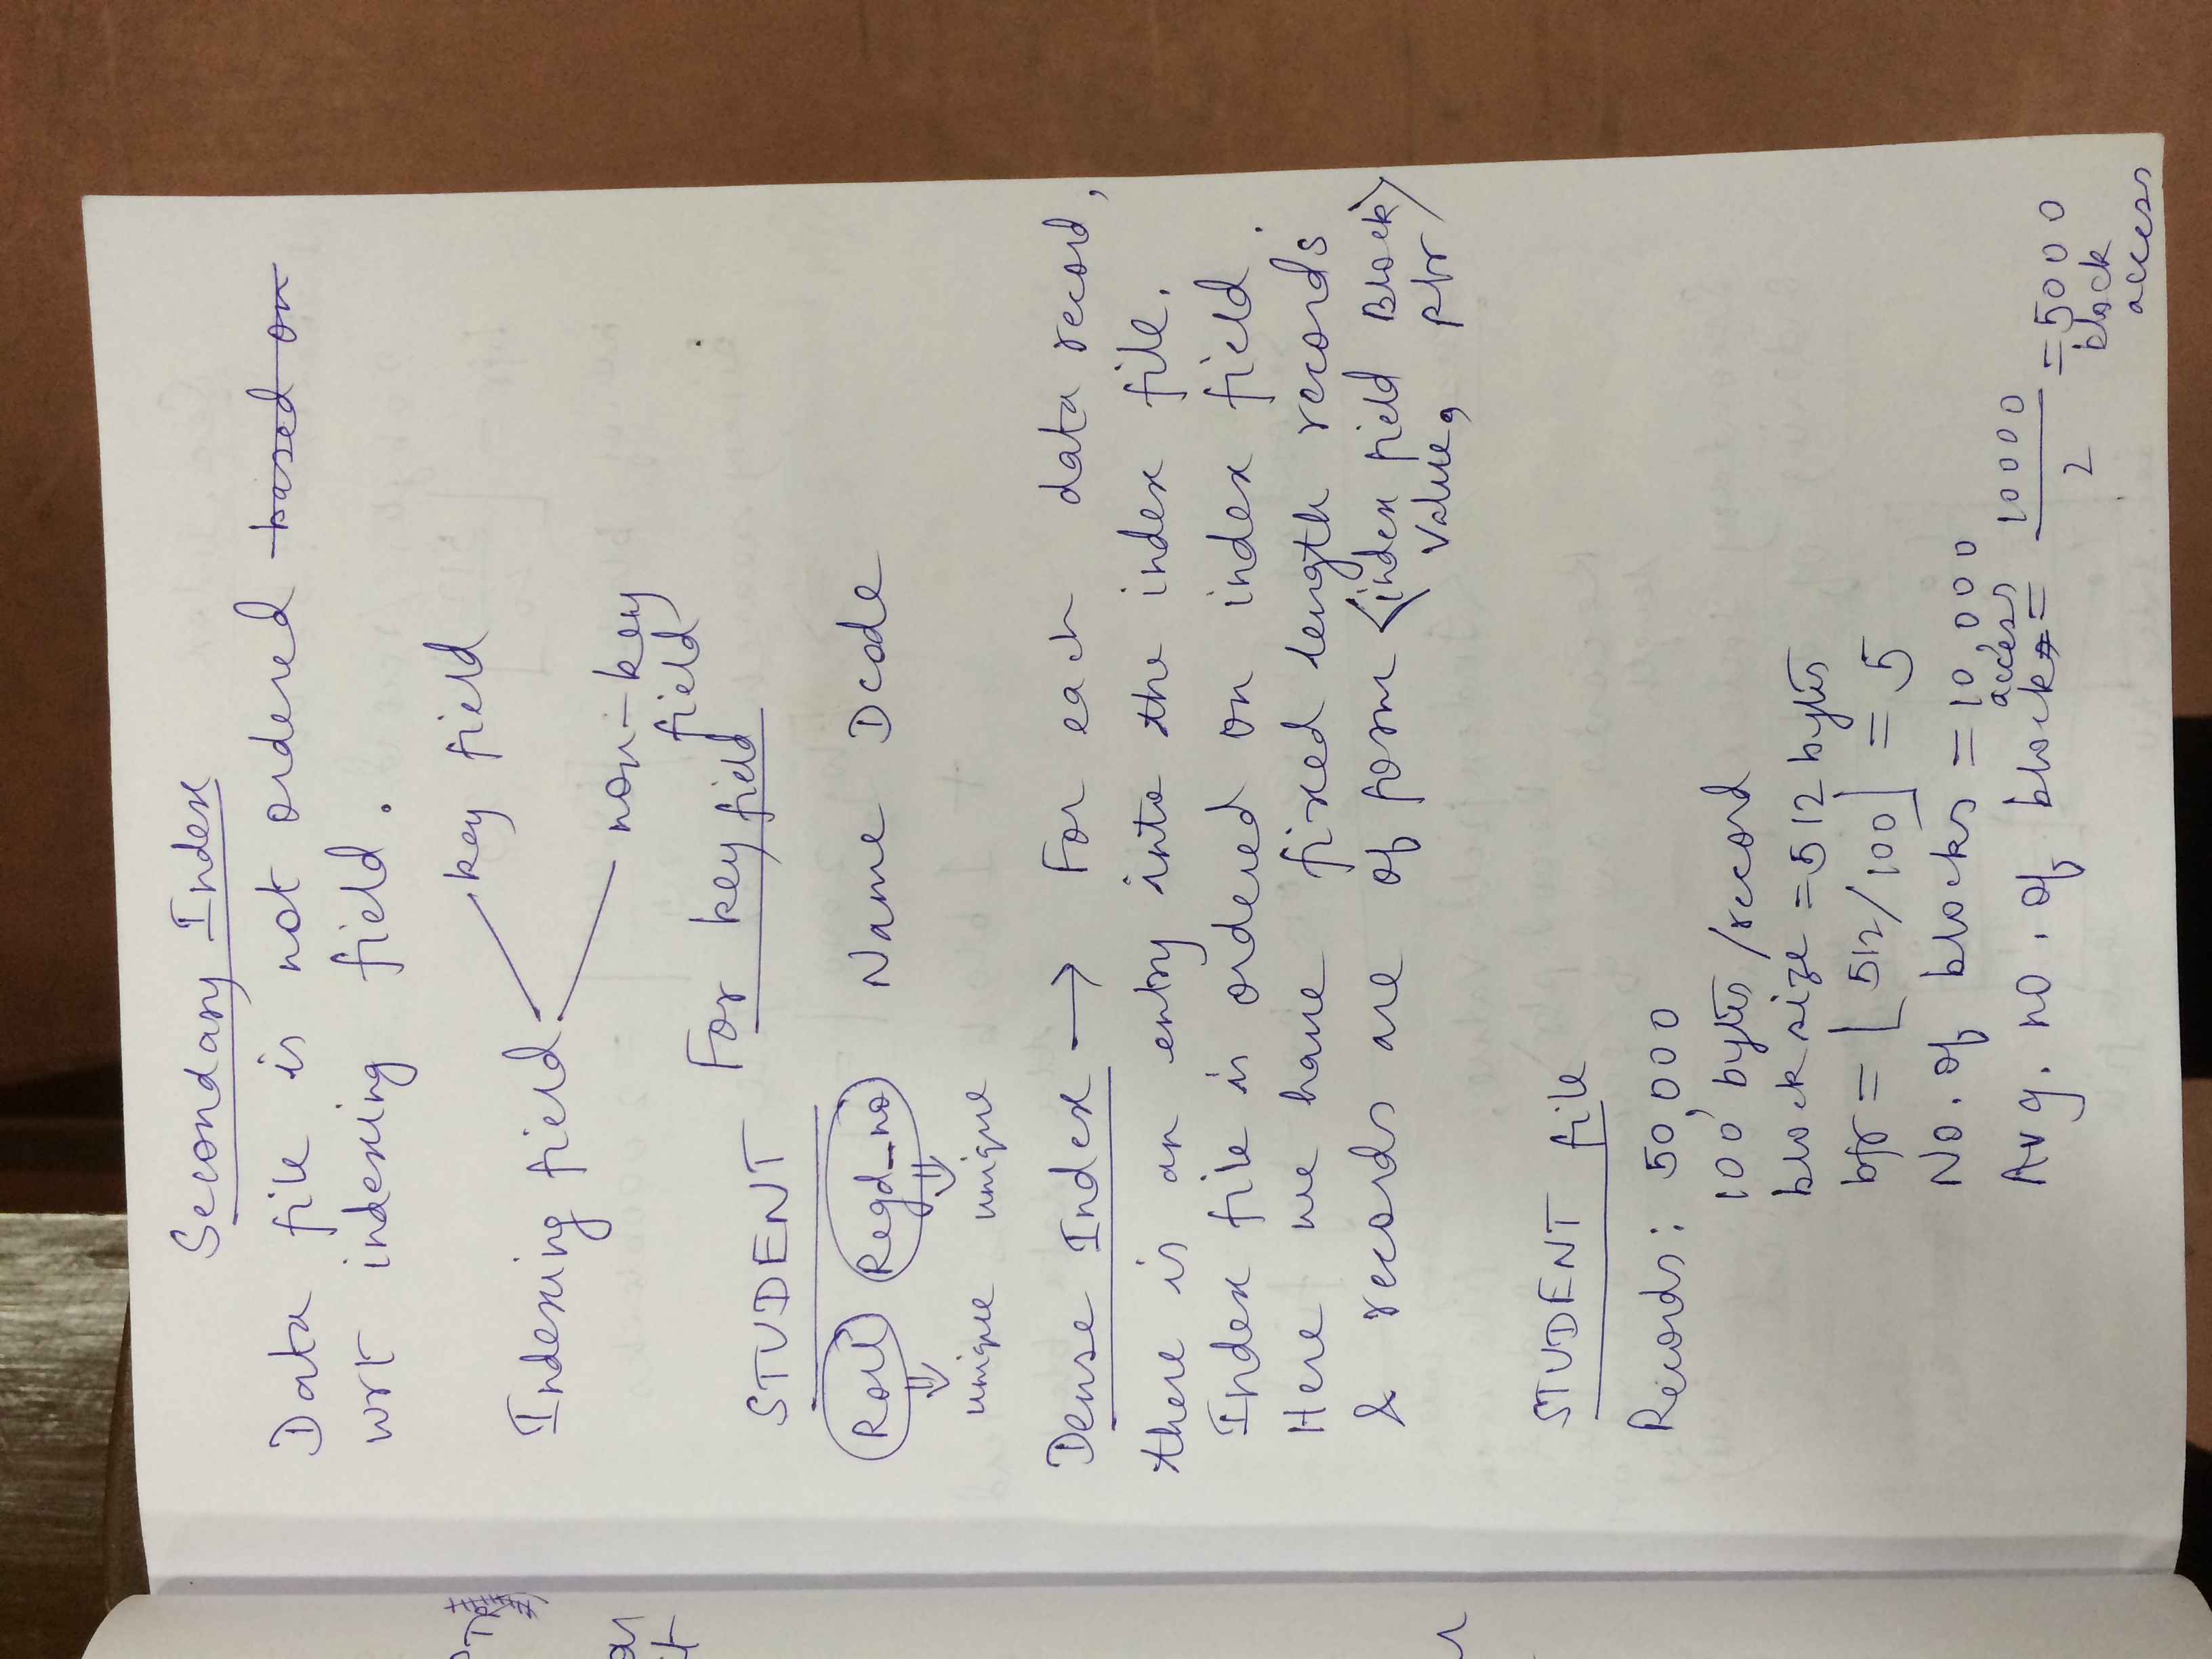 Secondary Index
Data file is not ordered based on
wrt indexing field.
key field
Indexing field
non-key
field
For key field
STUDENT
Roll Regd_no Name Dcode
unique unique
Dense Index → For each data record,
there is an entry into the index file.
Index file is ordered on index field.
Here we have fixed length records
& records are of form <index field Block>
value, ptr
STUDENT file
Records: 50,000
100 bytes/record
block size = 512 bytes
bfr = ⌊512/100⌋ = 5
No. of blocks = 10,000
access
Avg. no. of block = 10000/2 = 5000
block
access